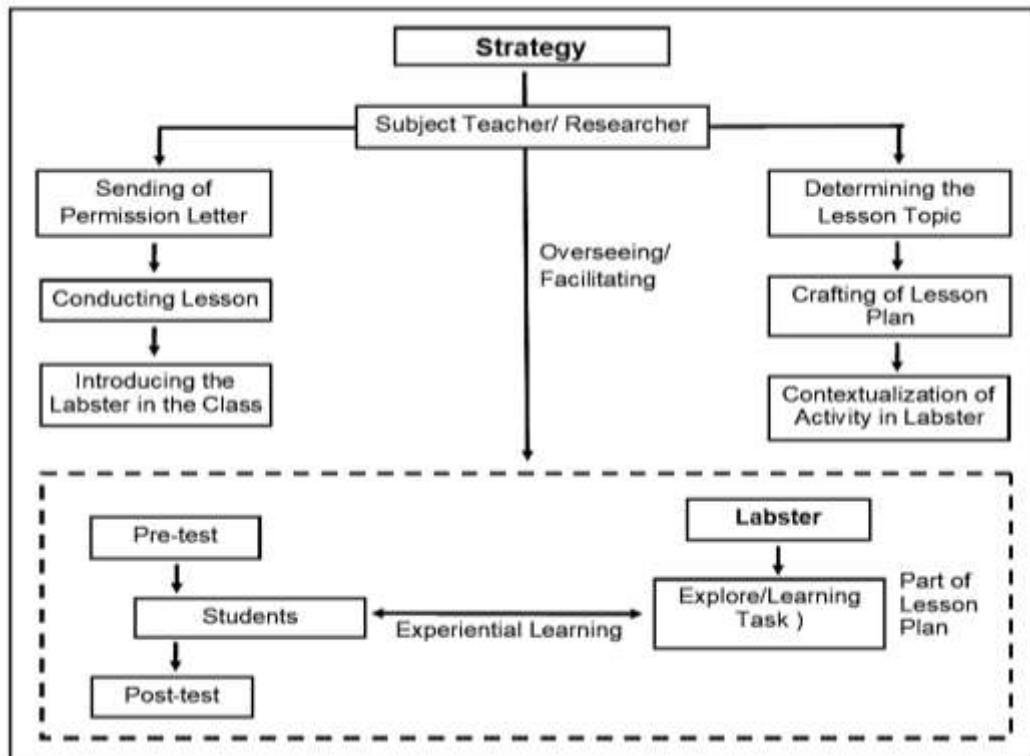 Strategy
Subject Teacher/ Researcher
Sending of
Permission Letter
Conducting Lesson
Introducing the
Labster in the Class
Overseeing/
Facilitating
Determining the
Lesson Topic
Crafting of Lesson
Plan
Contextualization of
Activity in Labster
Pre-test
Students
Post-test
Experiential Learning
Labster
Explore/Learning
Task )
Part of
Lesson
Plan